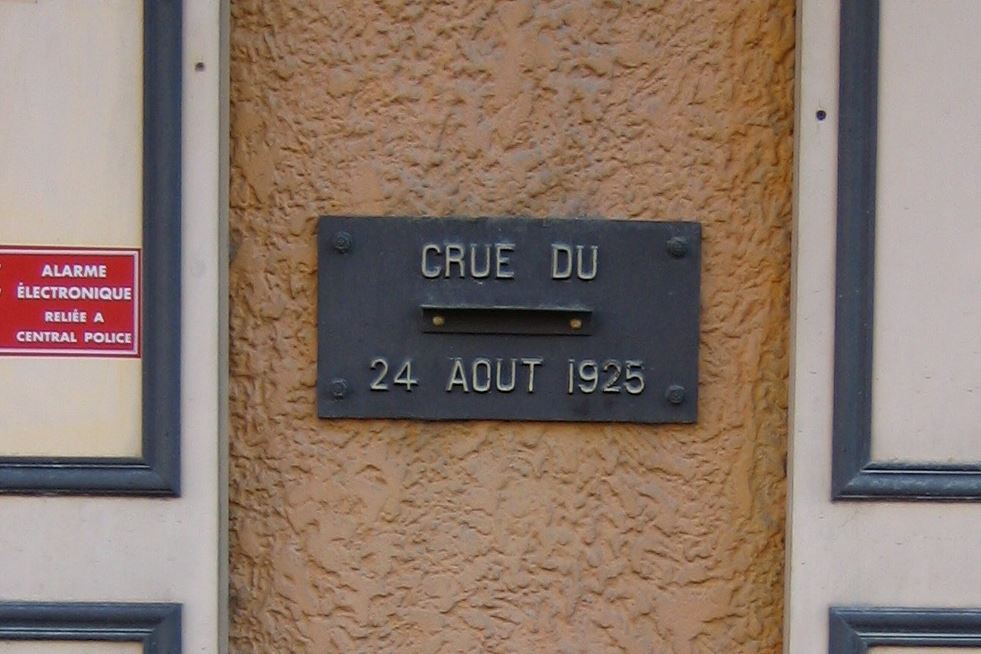 ALARME
ÉLECTRONIQUE
RELIÉE A
CENTRAL POLICE
CRUE DU
24 AOUT 1925